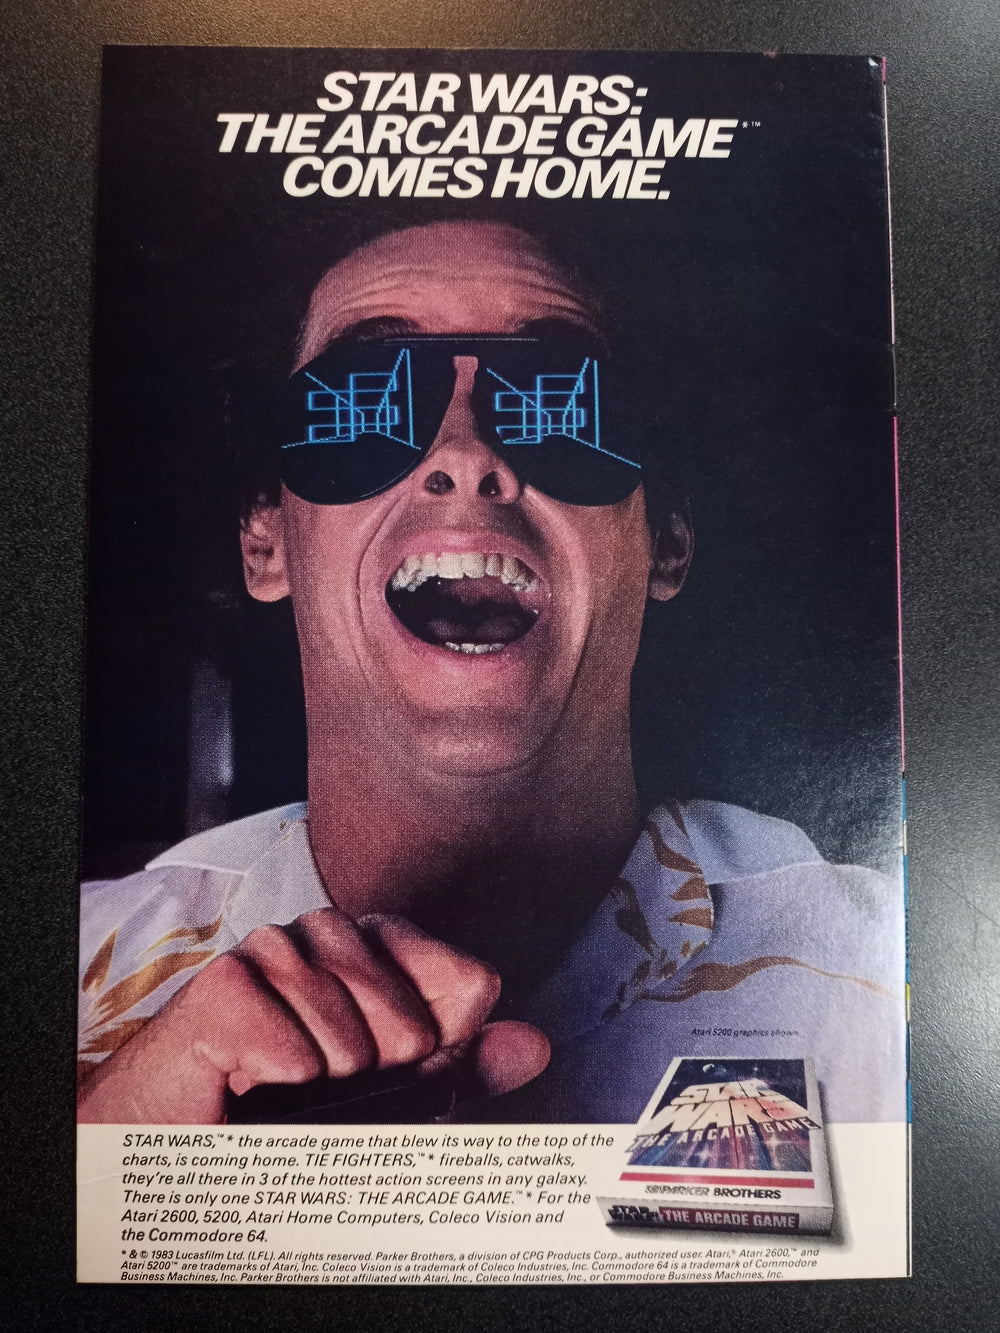 STAR WARS:
THE ARCADE GAME*™
COMES HOME.
Atari 5200 graphics shown
STAR WARS
THE ARCADE GAME
PARKER BROTHERS
STAR WARS THE ARCADE GAME
STAR WARS,™* the arcade game that blew its way to the top of the
charts, is coming home. TIE FIGHTERS,™* fireballs, catwalks,
they're all there in 3 of the hottest action screens in any galaxy.
There is only one STAR WARS: THE ARCADE GAME.™* For the
Atari 2600, 5200, Atari Home Computers, Coleco Vision and
the Commodore 64.
* & © 1983 Lucasfilm Ltd. (LFL). All rights reserved. Parker Brothers, a division of CPG Products Corp., authorized user. Atari,® Atari 2600,™ and
Atari 5200™ are trademarks of Atari, Inc. Coleco Vision is a trademark of Coleco Industries, Inc. Commodore 64 is a trademark of Commodore
Business Machines, Inc. Parker Brothers is not affiliated with Atari, Inc., Coleco Industries, Inc., or Commodore Business Machines, Inc.